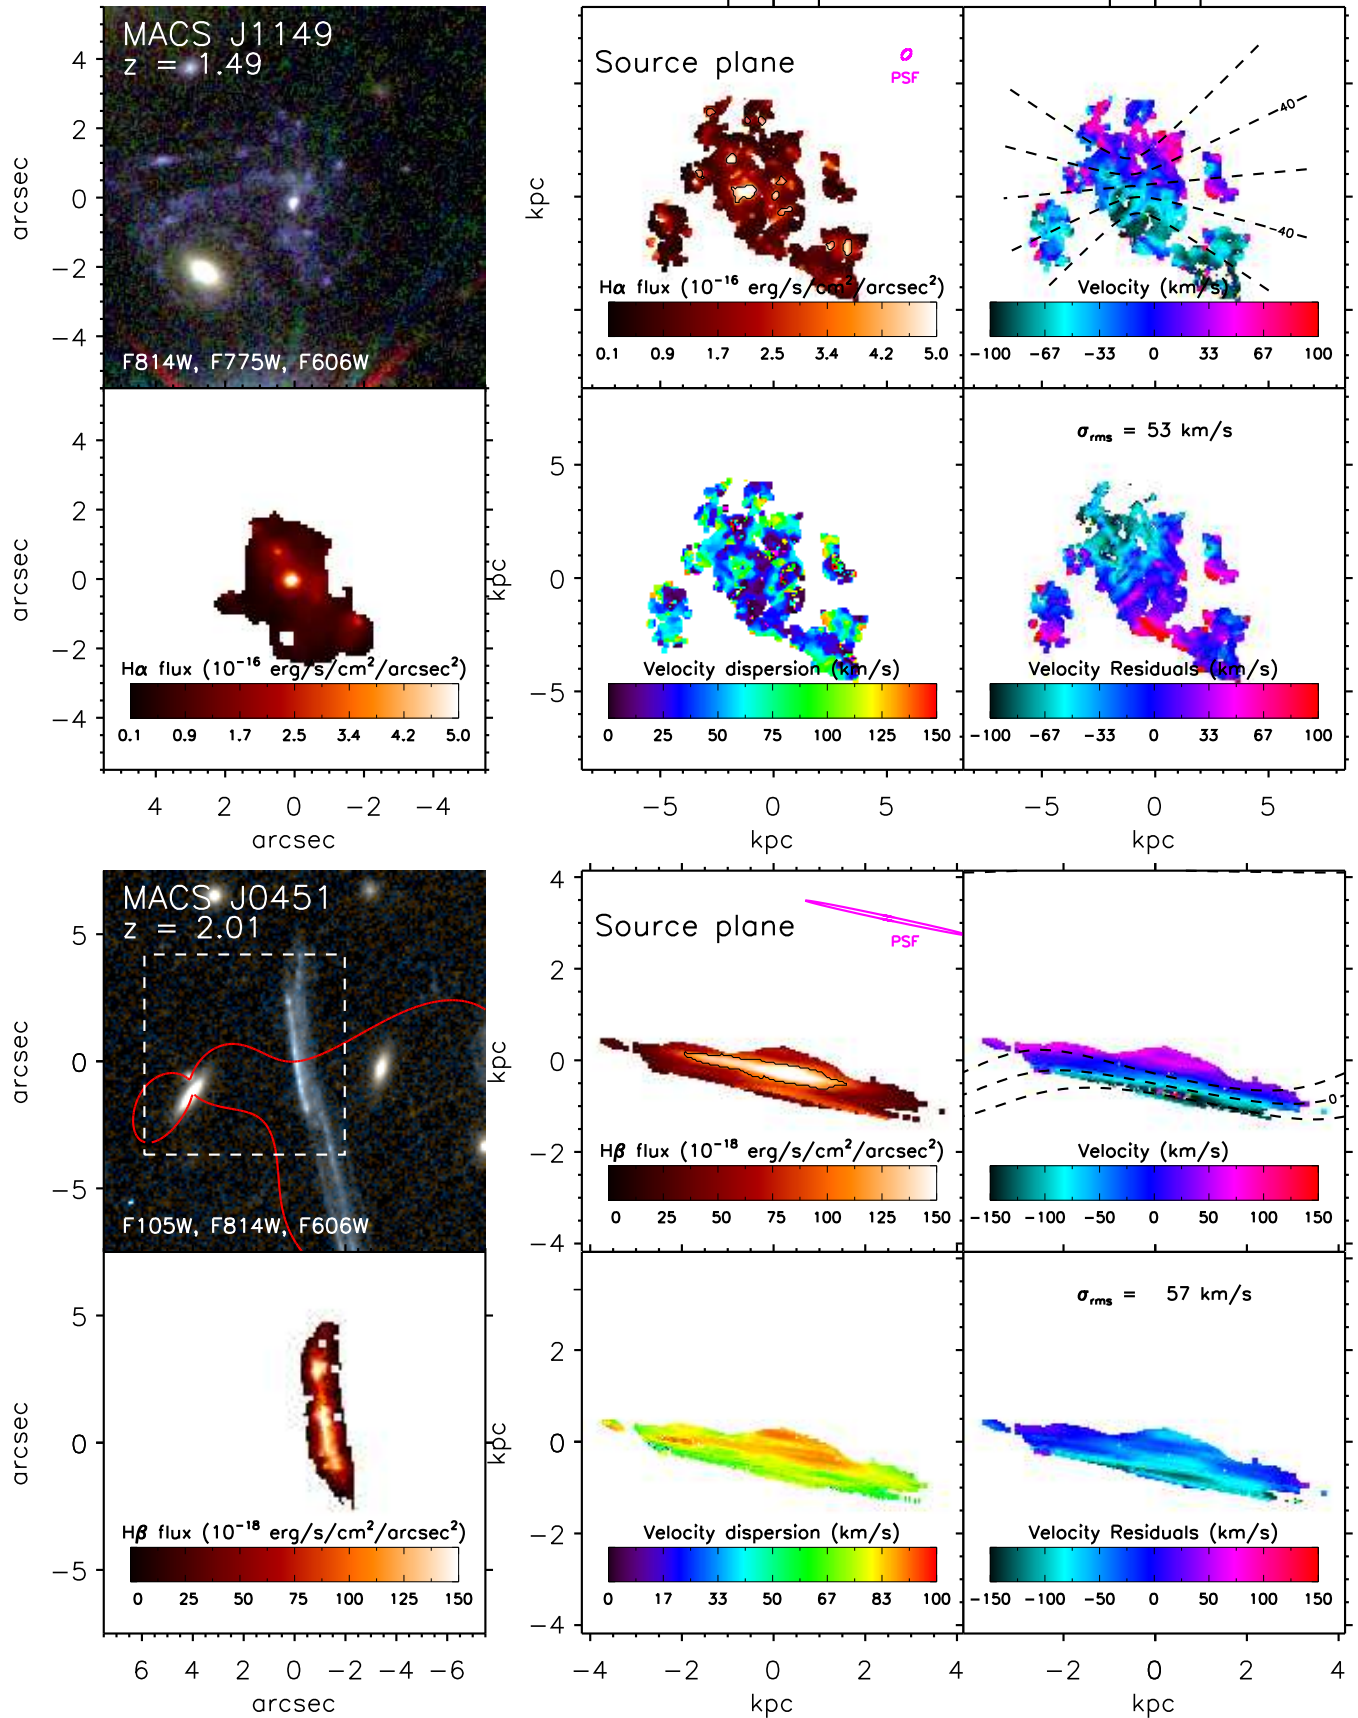 MACS J1149
z = 1.49
F814W, F775W, F606W
arcsec
4
2
0
−2
−4
Source plane
PSF
kpc
Hα flux (10⁻¹⁶ erg/s/cm²/arcsec²)
0.1 0.9 1.7 2.5 3.4 4.2 5.0
40
−40
Velocity (km/s)
−100 −67 −33 0 33 67 100
arcsec
4
2
0
−2
−4
Hα flux (10⁻¹⁶ erg/s/cm²/arcsec²)
0.1 0.9 1.7 2.5 3.4 4.2 5.0
4 2 0 −2 −4
arcsec
kpc
5
0
−5
Velocity dispersion (km/s)
0 25 50 75 100 125 150
−5 0 5
kpc
σrms = 53 km/s
Velocity Residuals (km/s)
−100 −67 −33 0 33 67 100
−5 0 5
kpc
MACS J0451
z = 2.01
F105W, F814W, F606W
arcsec
5
0
−5
Source plane
PSF
kpc
4
2
0
−2
−4
Hβ flux (10⁻¹⁸ erg/s/cm²/arcsec²)
0 25 50 75 100 125 150
0
Velocity (km/s)
−150 −100 −50 0 50 100 150
arcsec
5
0
−5
Hβ flux (10⁻¹⁸ erg/s/cm²/arcsec²)
0 25 50 75 100 125 150
6 4 2 0 −2 −4 −6
arcsec
kpc
2
0
−2
−4
Velocity dispersion (km/s)
0 17 33 50 67 83 100
−4 −2 0 2 4
kpc
σrms = 57 km/s
Velocity Residuals (km/s)
−150 −100 −50 0 50 100 150
−2 0 2 4
kpc